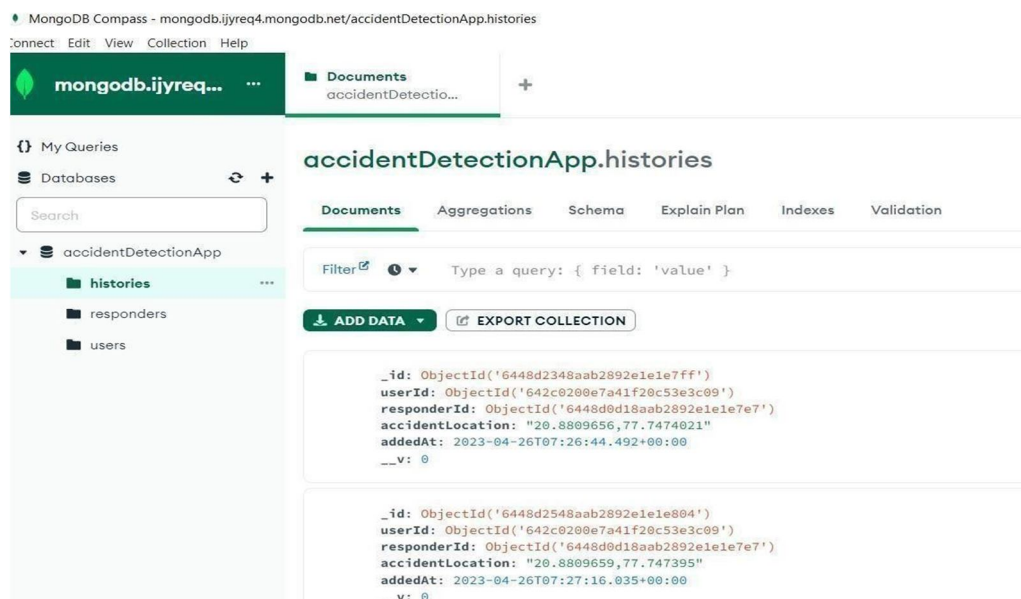 MongoDB Compass - mongodb.ijyreq4.mongodb.net/accidentDetectionApp.histories
Connect Edit View Collection Help
mongodb.ijyreq... ...
Documents
accidentDetectio...
+
{} My Queries
Databases
Search
accidentDetectionApp
histories ...
responders
users
accidentDetectionApp.histories
Documents Aggregations Schema Explain Plan Indexes Validation
Filter Type a query: { field: 'value' }
ADD DATA EXPORT COLLECTION
_id: ObjectId('6448d2348aab2892e1e1e7ff')
userId: ObjectId('642c0200e7a41f20c53e3c09')
responderId: ObjectId('6448d0d18aab2892e1e1e7e7')
accidentLocation: "20.8809656,77.7474021"
addedAt: 2023-04-26T07:26:44.492+00:00
__v: 0
_id: ObjectId('6448d2548aab2892e1e1e804')
userId: ObjectId('642c0200e7a41f20c53e3c09')
responderId: ObjectId('6448d0d18aab2892e1e1e7e7')
accidentLocation: "20.8809659,77.747395"
addedAt: 2023-04-26T07:27:16.035+00:00
__v: 0